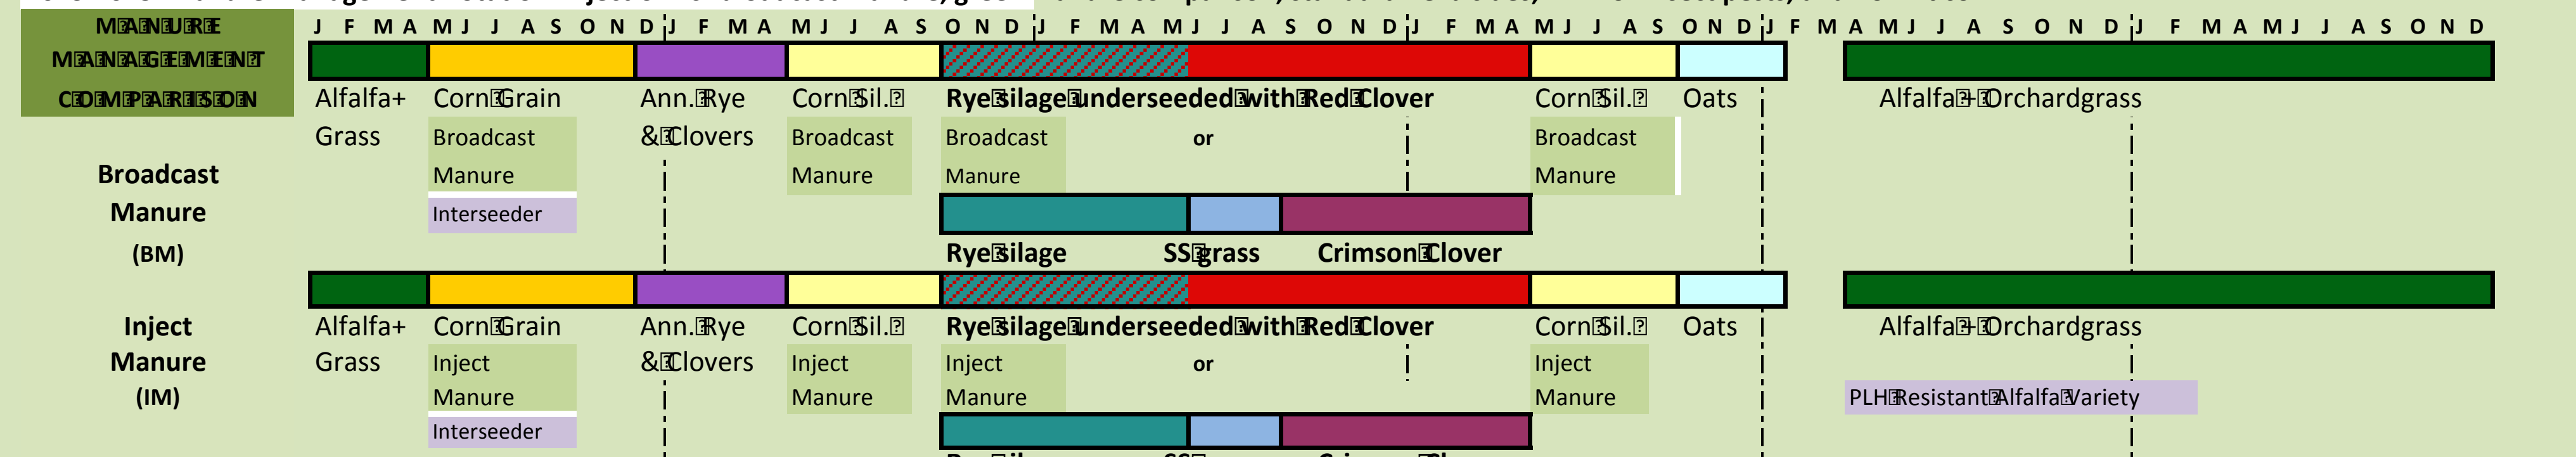 J F M A M J J A S O N D J F M A M J J A S O N D J F M A M J J A S O N D J F M A M J J A S O N D J F M A M J J A S O N D J F M A M J J A S O N D
MANURE
MANAGEMENT
COMPARISON
Alfalfa+ Corn Grain Ann. Rye Corn Sil. Rye silage underseeded with Red Clover Corn Sil. Oats Alfalfa + Orchardgrass
Grass Broadcast & Clovers Broadcast Broadcast or Broadcast
Broadcast Manure Manure Manure Manure
Manure Interseeder
(BM) Rye silage SS grass Crimson Clover
Inject Alfalfa+ Corn Grain Ann. Rye Corn Sil. Rye silage underseeded with Red Clover Corn Sil. Oats Alfalfa + Orchardgrass
Manure Grass Inject & Clovers Inject Inject or Inject
(IM) Manure Manure Manure Manure PLH Resistant Alfalfa Variety
Interseeder